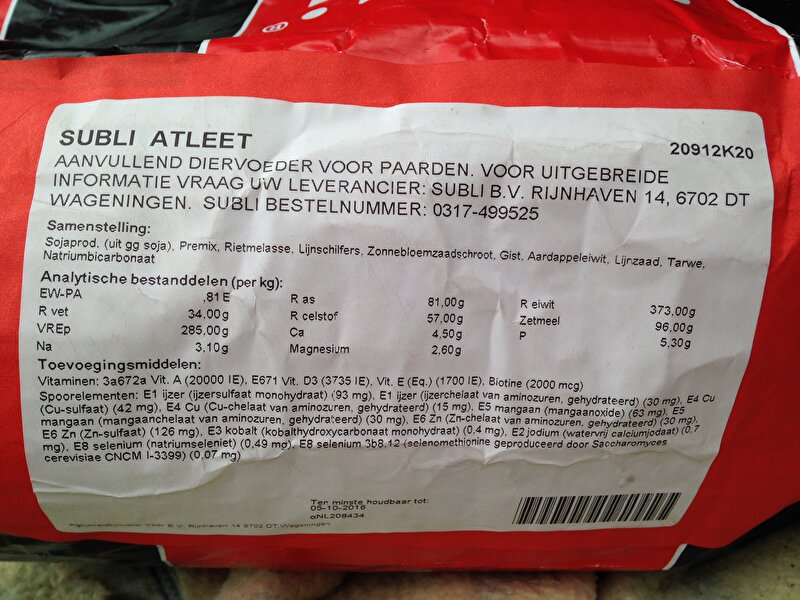 SUBLI ATLEET
20912K20
AANVULLEND DIERVOEDER VOOR PAARDEN. VOOR UITGEBREIDE
INFORMATIE VRAAG UW LEVERANCIER: SUBLI B.V. RIJNHAVEN 14, 6702 DT
WAGENINGEN. SUBLI BESTELNUMMER: 0317-499525
Samenstelling:
Sojaprod. (uit gg soja), Premix, Rietmelasse, Lijnschilfers, Zonnebloemzaadschroot, Gist, Aardappeleiwit, Lijnzaad, Tarwe,
Natriumbicarbonaat
Analytische bestanddelen (per kg):
EW-PA .81 E R as 81,00g R eiwit 373,00g
R vet 34,00g R celstof 57,00g Zetmeel 96,00g
VREp 285,00g Ca 4,50g P 5,30g
Na 3,10g Magnesium 2,60g
Toevoegingsmiddelen:
Vitaminen: 3a672a Vit. A (20000 IE), E671 Vit. D3 (3735 IE), Vit. E (Eq.) (1700 IE), Biotine (2000 mcg)
Spoorelementen: E1 ijzer (ijzersulfaat monohydraat) (93 mg), E1 ijzer (ijzerchelaat van aminozuren, gehydrateerd) (30 mg), E4 Cu
(Cu-sulfaat) (42 mg), E4 Cu (Cu-chelaat van aminozuren, gehydrateerd) (15 mg), E5 mangaan (mangaanoxide) (63 mg), E5
mangaan (mangaanchelaat van aminozuren, gehydrateerd) (30 mg), E6 Zn (Zn-chelaat van aminozuren, gehydrateerd) (30 mg),
E6 Zn (Zn-sulfaat) (126 mg), E3 kobalt (kobalthydroxycarbonaat monohydraat) (0,4 mg), E2 jodium (watervrij calciumjodaat) (0,7
mg), E8 selenium (natriumseleniet) (0,49 mg), E8 selenium 3b8.12 (selenomethionine geproduceerd door Saccharomyces
cerevisiae CNCM I-3399) (0,07 mg)
Ten minste houdbaar tot:
05-10-2016
αNL208434
Voer B.V. Rijnhaven 14 6702 DT Wageningen